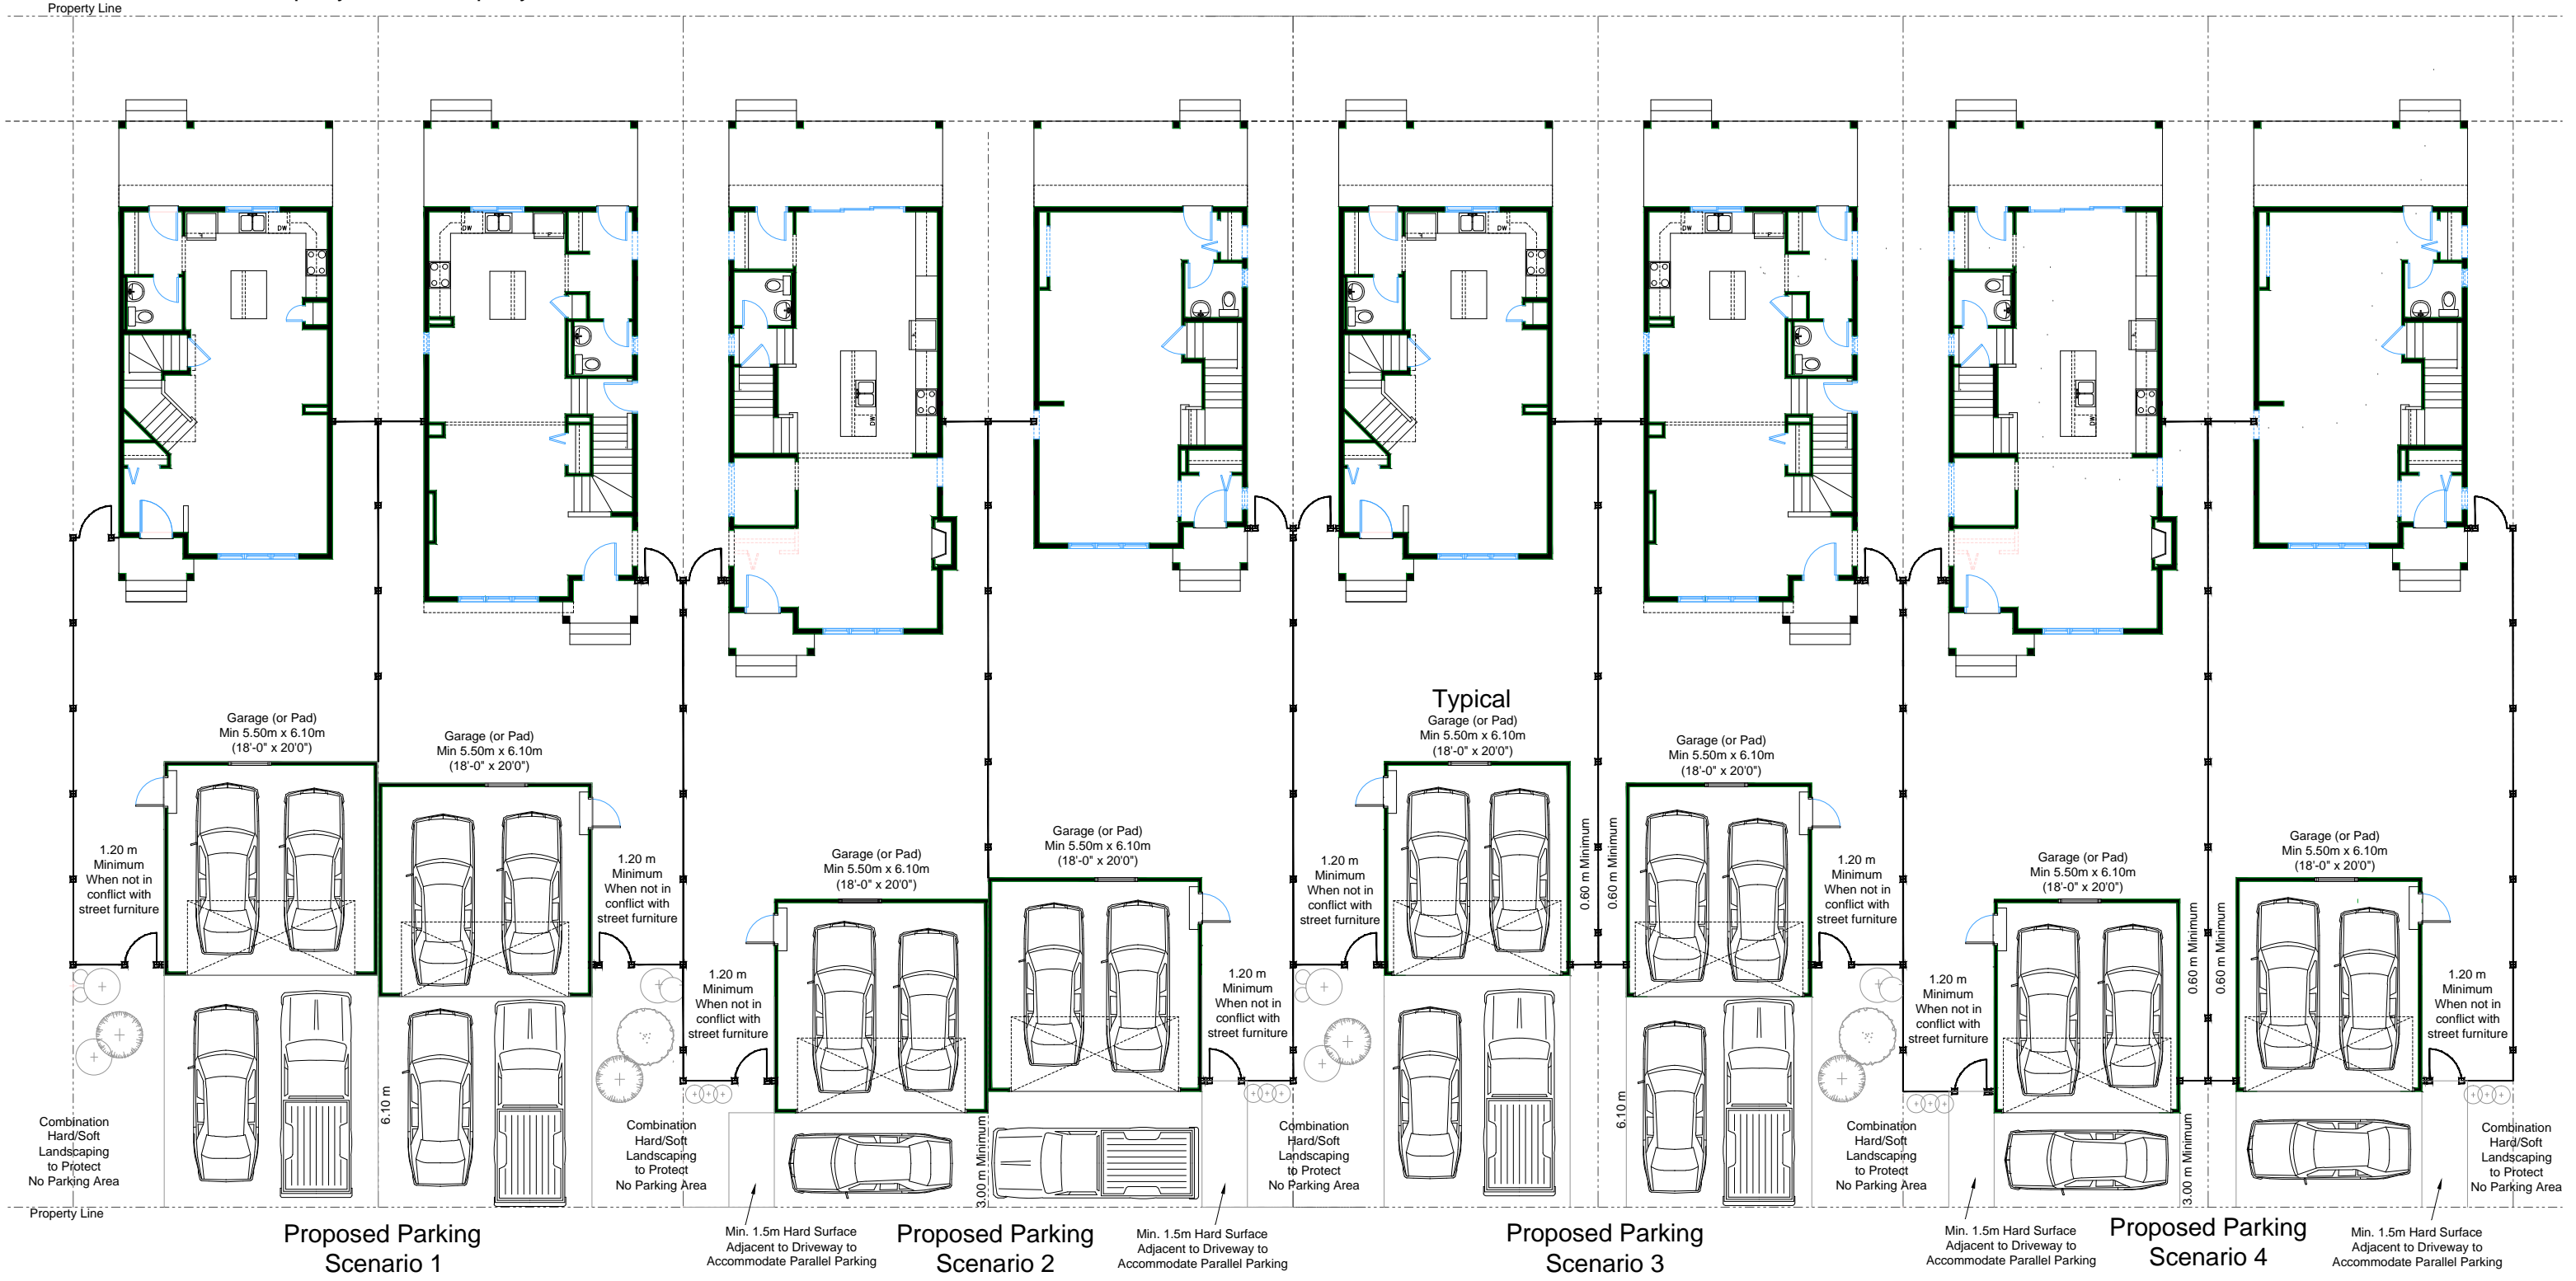 Property Line
DW
DW
DW
DW
DW
DW
Typical
Garage (or Pad)
Min 5.50m x 6.10m
(18'-0" x 20'0")
Garage (or Pad)
Min 5.50m x 6.10m
(18'-0" x 20'0")
Garage (or Pad)
Min 5.50m x 6.10m
(18'-0" x 20'0")
Garage (or Pad)
Min 5.50m x 6.10m
(18'-0" x 20'0")
Garage (or Pad)
Min 5.50m x 6.10m
(18'-0" x 20'0")
Garage (or Pad)
Min 5.50m x 6.10m
(18'-0" x 20'0")
Garage (or Pad)
Min 5.50m x 6.10m
(18'-0" x 20'0")
Garage (or Pad)
Min 5.50m x 6.10m
(18'-0" x 20'0")
1.20 m
Minimum
When not in
conflict with
street furniture
1.20 m
Minimum
When not in
conflict with
street furniture
1.20 m
Minimum
When not in
conflict with
street furniture
1.20 m
Minimum
When not in
conflict with
street furniture
1.20 m
Minimum
When not in
conflict with
street furniture
0.60 m Minimum
0.60 m Minimum
1.20 m
Minimum
When not in
conflict with
street furniture
1.20 m
Minimum
When not in
conflict with
street furniture
0.60 m Minimum
0.60 m Minimum
1.20 m
Minimum
When not in
conflict with
street furniture
Combination
Hard/Soft
Landscaping
to Protect
No Parking Area
6.10 m
Combination
Hard/Soft
Landscaping
to Protect
No Parking Area
3.00 m Minimum
Combination
Hard/Soft
Landscaping
to Protect
No Parking Area
6.10 m
Combination
Hard/Soft
Landscaping
to Protect
No Parking Area
3.00 m Minimum
Combination
Hard/Soft
Landscaping
to Protect
No Parking Area
Property Line
Proposed Parking
Scenario 1
Min. 1.5m Hard Surface
Adjacent to Driveway to
Accommodate Parallel Parking
Proposed Parking
Scenario 2
Min. 1.5m Hard Surface
Adjacent to Driveway to
Accommodate Parallel Parking
Proposed Parking
Scenario 3
Min. 1.5m Hard Surface
Adjacent to Driveway to
Accommodate Parallel Parking
Proposed Parking
Scenario 4
Min. 1.5m Hard Surface
Adjacent to Driveway to
Accommodate Parallel Parking